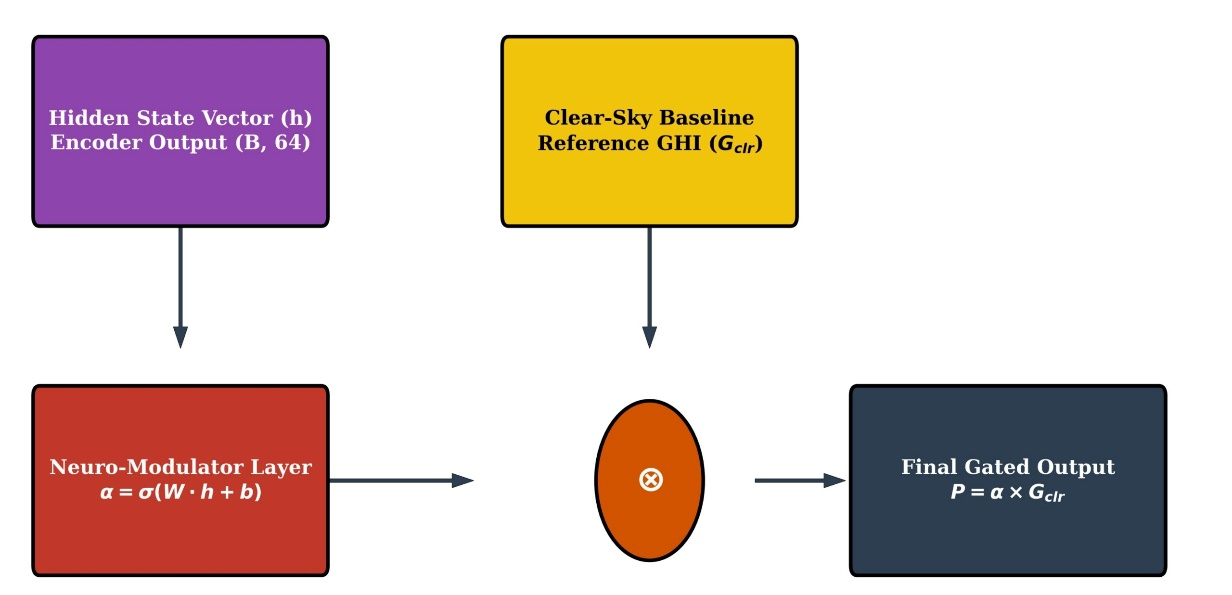 Hidden State Vector (h)
Encoder Output (B, 64)
Clear-Sky Baseline
Reference GHI (G_clr)
Neuro-Modulator Layer
α = σ(W · h + b)
⊗
Final Gated Output
P = α × G_clr